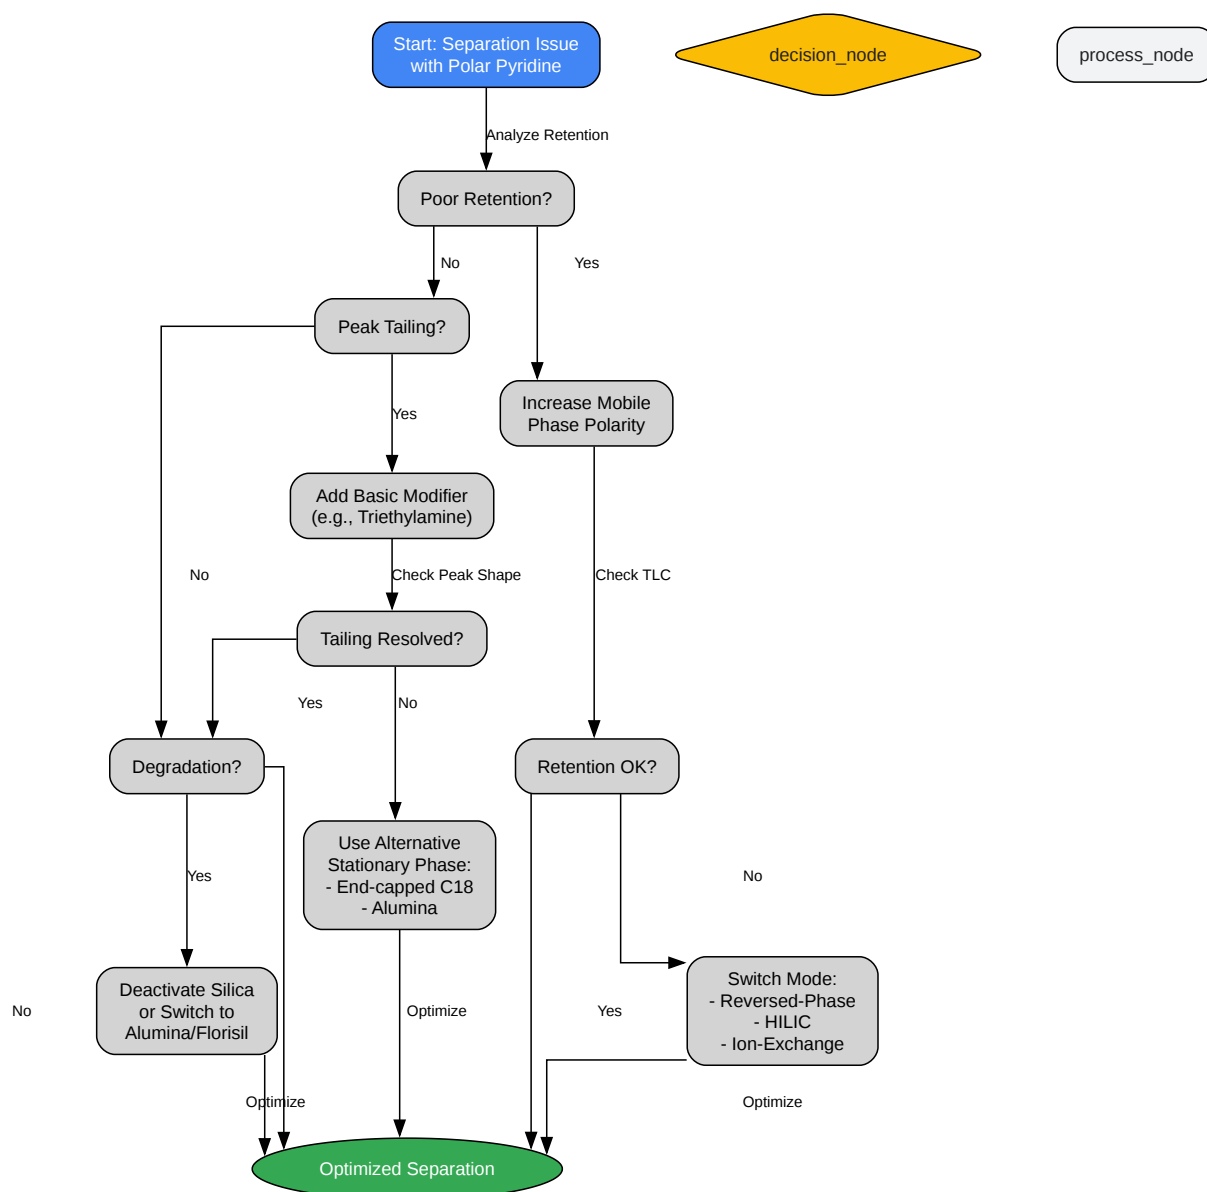 Start: Separation Issue
with Polar Pyridine
decision_node
process_node
Analyze Retention
Poor Retention?
No
Yes
Peak Tailing?
Increase Mobile
Phase Polarity
Yes
Add Basic Modifier
(e.g., Triethylamine)
No
Check Peak Shape
Check TLC
Tailing Resolved?
Yes
No
Degradation?
Retention OK?
Use Alternative
Stationary Phase:
- End-capped C18
- Alumina
Yes
No
Deactivate Silica
or Switch to
Alumina/Florisil
Switch Mode:
- Reversed-Phase
- HILIC
- Ion-Exchange
No
Optimize
Yes
Optimize
Optimize
Optimized Separation